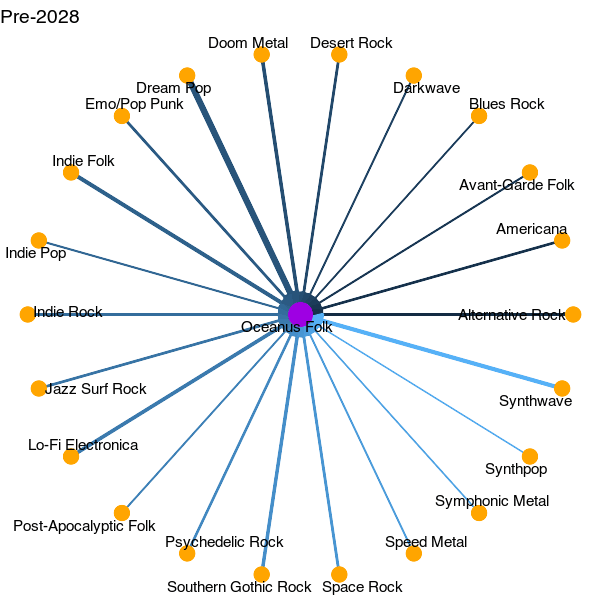 Pre-2028
Doom Metal
Desert Rock
Dream Pop
Darkwave
Emo/Pop Punk
Blues Rock
Indie Folk
Avant-Garde Folk
Americana
Indie Pop
Indie Rock
Alternative Rock
Oceanus Folk
Jazz Surf Rock
Synthwave
Lo-Fi Electronica
Synthpop
Symphonic Metal
Post-Apocalyptic Folk
Psychedelic Rock
Speed Metal
Southern Gothic Rock
Space Rock